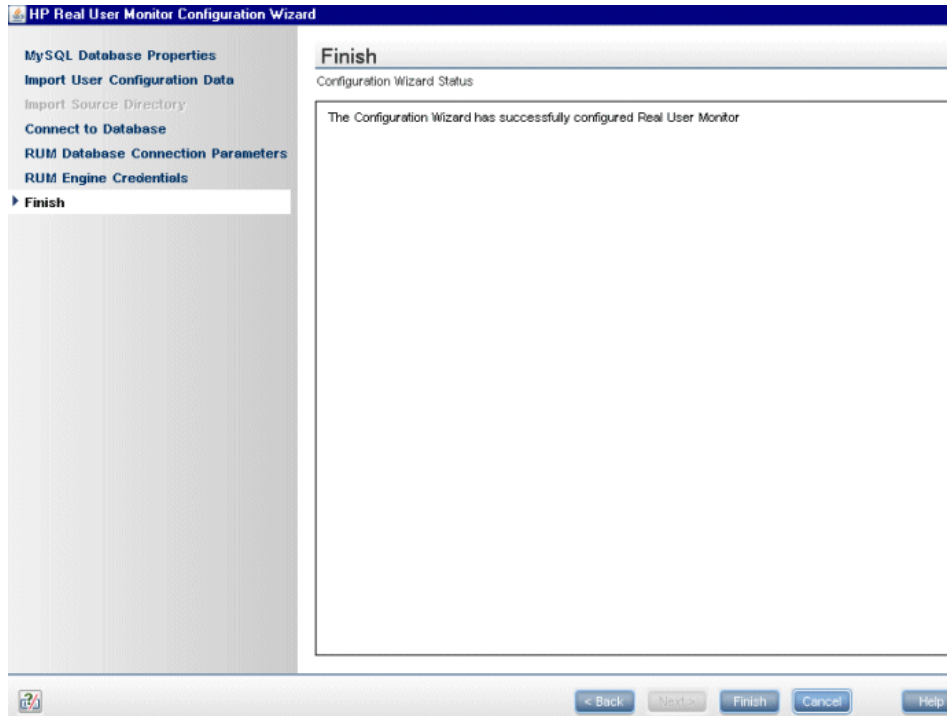 HP Real User Monitor Configuration Wizard
MySQL Database Properties
Import User Configuration Data
Import Source Directory
Connect to Database
RUM Database Connection Parameters
RUM Engine Credentials
Finish
Finish
Configuration Wizard Status
The Configuration Wizard has successfully configured Real User Monitor
< Back
Next >
Finish
Cancel
Help